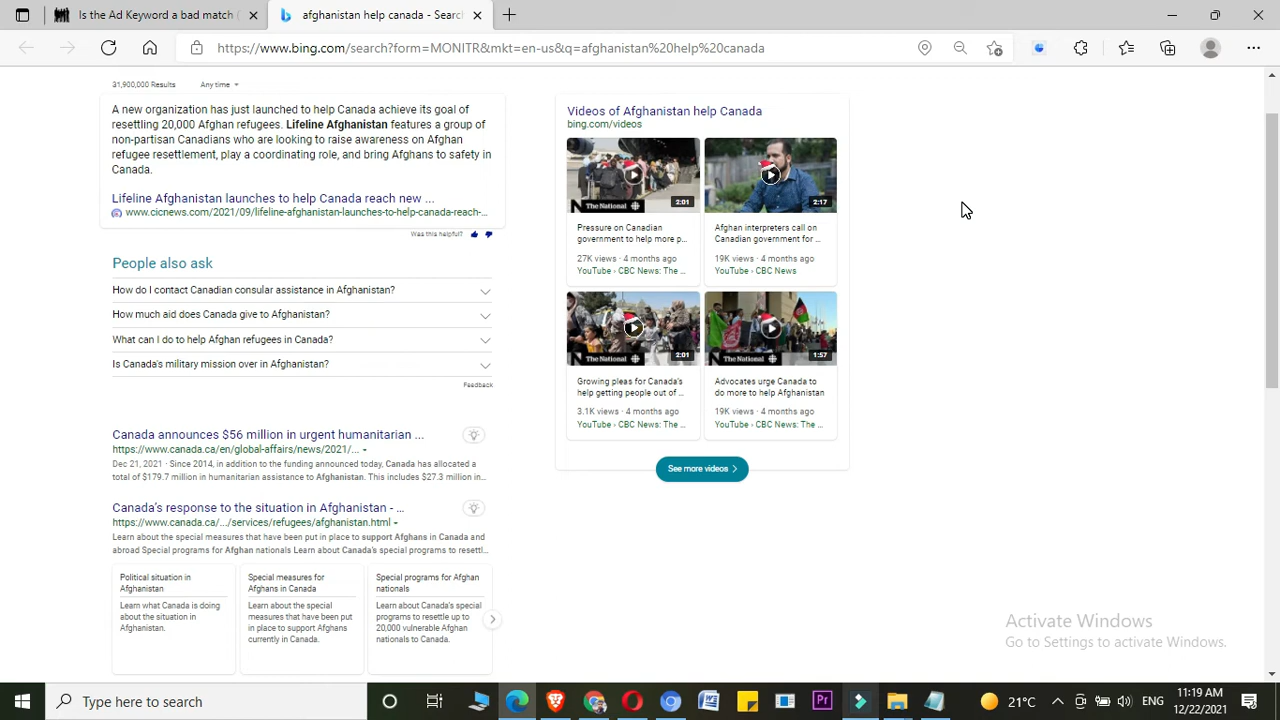 Is the Art of Help Canada (
afghanistan help canada - Searc
https://www.bing.com/search?form=MONITR&mkt=en-us&q=afghanistan%20help%20canada
31,900,000 Results Any time
A new organization has just launched to help Canada achieve its goal of
resettling 20,000 Afghan refugees. Lifeline Afghanistan features a group of
non-partisan Canadians who are looking to raise awareness on Afghan
refugee resettlement, play a coordinating role, and bring Afghans to safety in
Canada.
Lifeline Afghanistan launches to help Canada reach new ...
www.cicnews.com/2021/09/lifeline-afghanistan-launches-to-help-canada-reach-...
Was this helpful?
People also ask
How do I contact Canadian consular assistance in Afghanistan?
How much aid does Canada give to Afghanistan?
What can I do to help Afghan refugees in Canada?
Is Canada's military mission over in Afghanistan?
Feedback
Canada announces $56 million in urgent humanitarian ...
https://www.canada.ca/en/global-affairs/news/2021/...
Dec 21, 2021 · Since 2014, in addition to the funding announced today, Canada has allocated a
total of $179.7 million in humanitarian assistance to Afghanistan. This includes $27.3 million in...
Canada's response to the situation in Afghanistan - ...
https://www.canada.ca/.../services/refugees/afghanistan.html
Learn about the special measures that have been put in place to support Afghans in Canada and
abroad Special programs for Afghan nationals Learn about Canada's special programs to resettl...
Political situation in
Afghanistan
Learn what Canada is doing
about the situation in
Afghanistan.
Special measures for
Afghans in Canada
Learn about the special
measures that have been put
in place to support Afghans
currently in Canada.
Special programs for Afghan
nationals
Learn about Canada's special
programs to resettle up to
20,000 vulnerable Afghan
nationals to Canada.
Videos of Afghanistan help Canada
bing.com/videos
The National
2:01
Pressure on Canadian
government to help more p...
27K views · 4 months ago
YouTube › CBC News: The ...
2:17
Afghan interpreters call on
Canadian government for ...
19K views · 4 months ago
YouTube › CBC News
The National
2:01
Growing pleas for Canada's
help getting people out of ...
3.1K views · 4 months ago
YouTube › CBC News: The ...
The National
1:57
Advocates urge Canada to
do more to help Afghanistan
19K views · 4 months ago
YouTube › CBC News: The ...
See more videos
Activate Windows
Go to Settings to activate Windows.
Type here to search
21°C
ENG
11:19 AM
12/22/2021